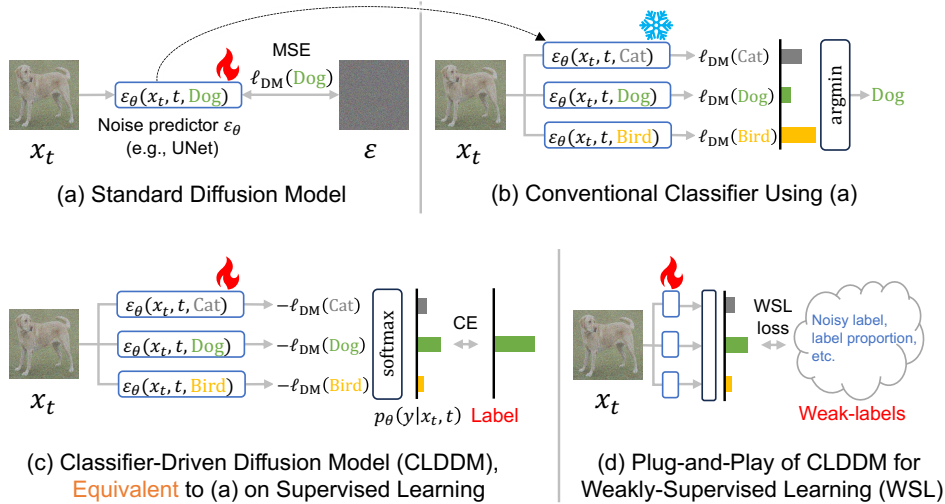 MSE
ℓ_DM(Dog)
ε_θ(x_t, t, Dog)
Noise predictor ε_θ
(e.g., UNet)
x_t
ε
(a) Standard Diffusion Model
ε_θ(x_t, t, Cat)
ℓ_DM(Cat)
ε_θ(x_t, t, Dog)
ℓ_DM(Dog)
ε_θ(x_t, t, Bird)
ℓ_DM(Bird)
argmin
Dog
x_t
(b) Conventional Classifier Using (a)
ε_θ(x_t, t, Cat)
−ℓ_DM(Cat)
ε_θ(x_t, t, Dog)
−ℓ_DM(Dog)
ε_θ(x_t, t, Bird)
−ℓ_DM(Bird)
softmax
CE
x_t
p_θ(y|x_t, t)
Label
(c) Classifier-Driven Diffusion Model (CLDDM),
Equivalent to (a) on Supervised Learning
WSL
loss
Noisy label,
label proportion,
etc.
x_t
Weak-labels
(d) Plug-and-Play of CLDDM for
Weakly-Supervised Learning (WSL)